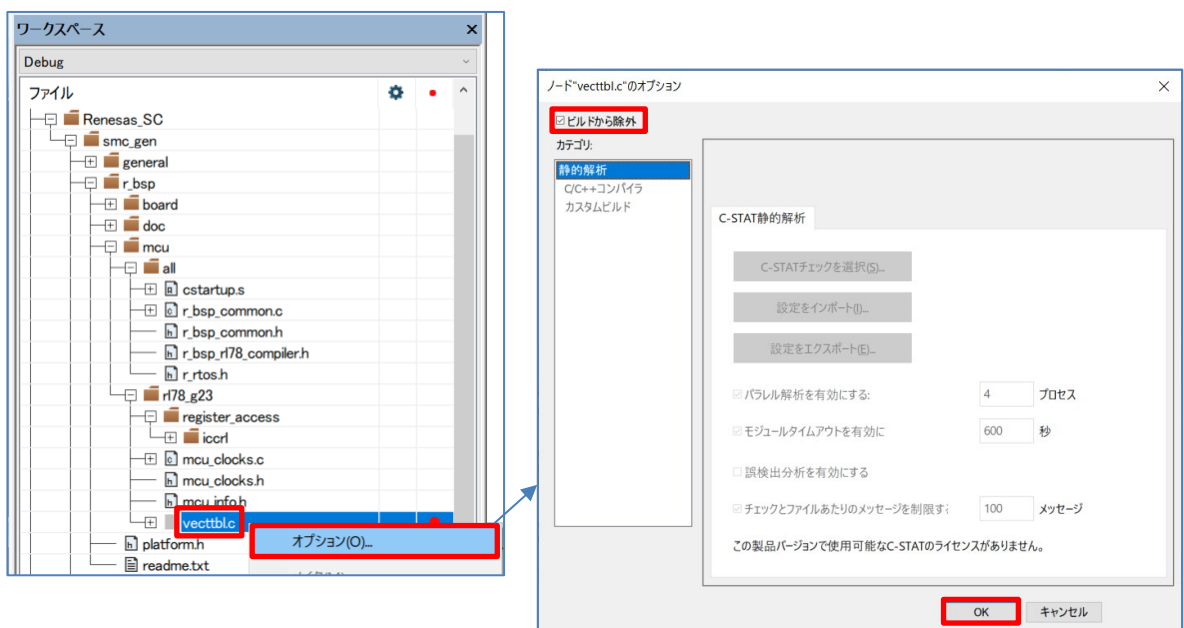 ワークスペース
Debug
ファイル
Renesas_SC
smc_gen
general
r_bsp
board
doc
mcu
all
cstartup.s
r_bsp_common.c
r_bsp_common.h
r_bsp_rl78_compiler.h
r_rtos.h
rl78_g23
register_access
iccrl
mcu_clocks.c
mcu_clocks.h
mcu_info.h
vecttbl.c
オプション(O)...
platform.h
readme.txt
ノード"vecttbl.c"のオプション
ビルドから除外
カテゴリ:
静的解析
C/C++コンパイラ
カスタムビルド
C-STAT静的解析
C-STATチェックを選択(S)...
設定をインポート(I)...
設定をエクスポート(E)...
パラレル解析を有効にする: 4 プロセス
モジュールタイムアウトを有効に 600 秒
誤検出分析を有効にする
チェックとファイルあたりのメッセージを制限す 100 メッセージ
この製品バージョンで使用可能なC-STATのライセンスがありません。
OK キャンセル